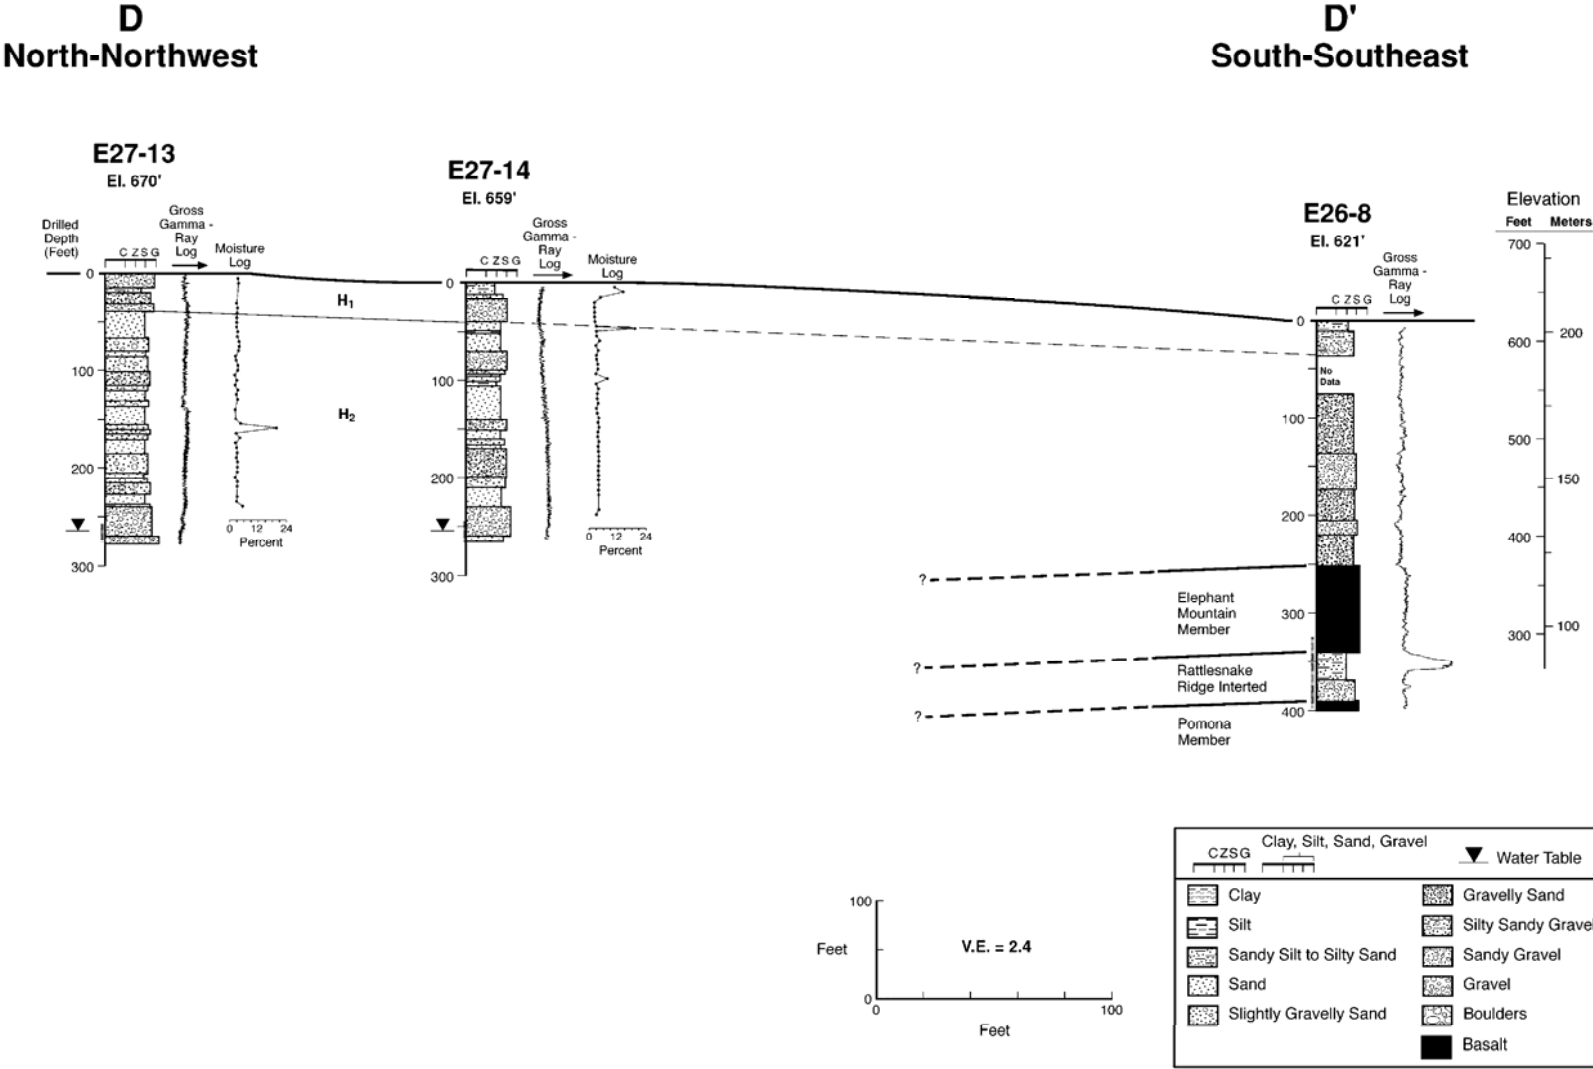 D
North-Northwest
D'
South-Southeast
E27-13
El. 670'
Drilled
Depth
(Feet)
C Z S G
Gross
Gamma -
Ray
Log
Moisture
Log
0
100
200
300
0 12 24
Percent
H1
H2
E27-14
El. 659'
C Z S G
Gross
Gamma -
Ray
Log
Moisture
Log
0
100
200
300
0 12 24
Percent
E26-8
El. 621'
C Z S G
Gross
Gamma -
Ray
Log
0
No
Data
100
200
300
400
?
Elephant
Mountain
Member
?
Rattlesnake
Ridge Interted
?
Pomona
Member
Elevation
Feet Meters
700
600 200
500
150
400
300 100
100
Feet
0
V.E. = 2.4
0 100
Feet
CZSG
Clay, Silt, Sand, Gravel
Water Table
Clay
Silt
Sandy Silt to Silty Sand
Sand
Slightly Gravelly Sand
Gravelly Sand
Silty Sandy Gravel
Sandy Gravel
Gravel
Boulders
Basalt